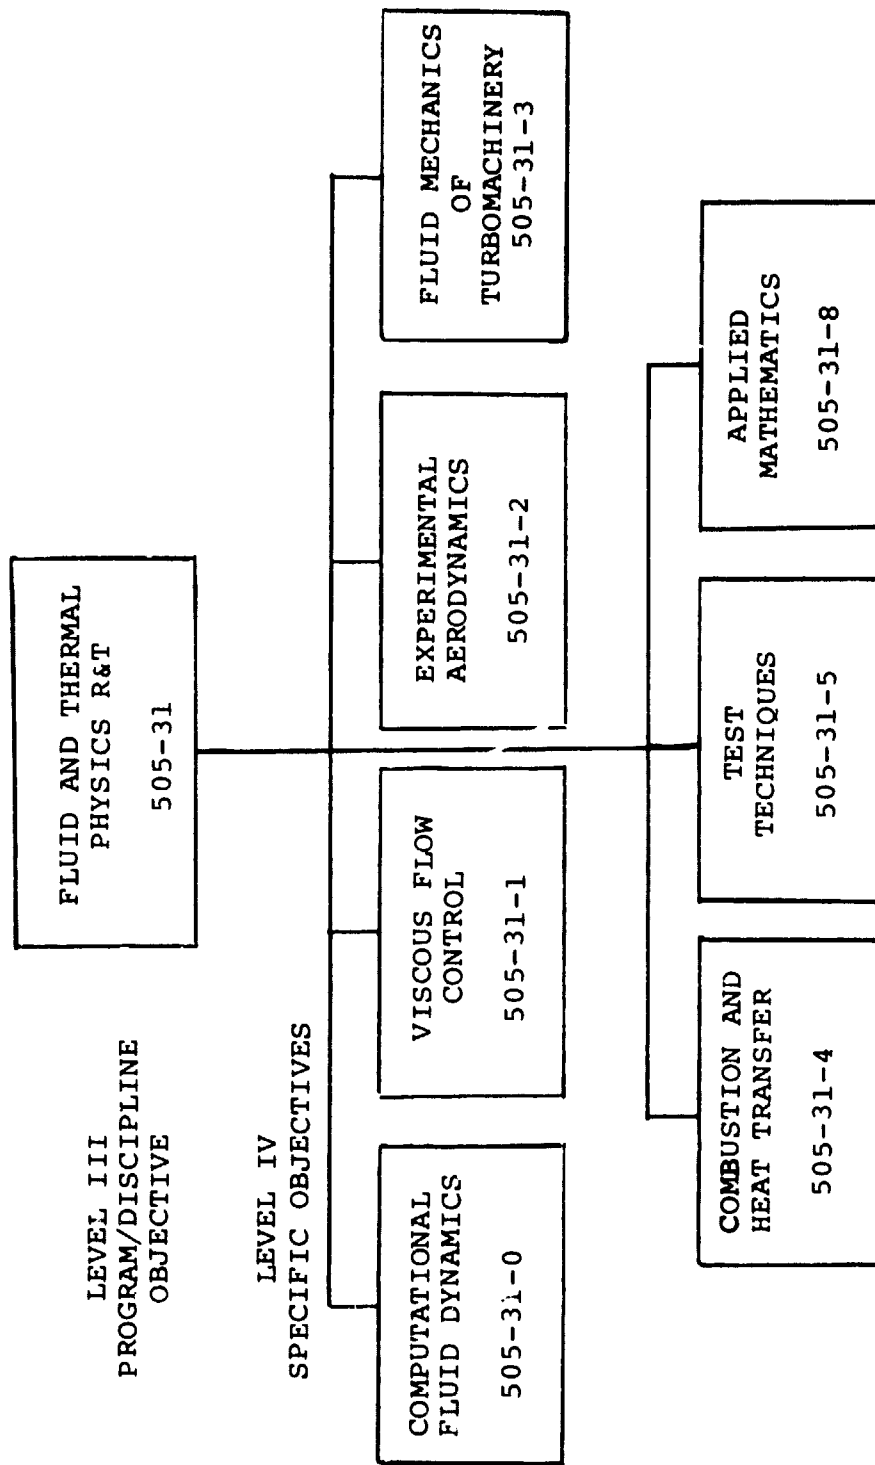 LEVEL III
PROGRAM/DISCIPLINE
OBJECTIVE
FLUID AND THERMAL
PHYSICS R&T
505-31
LEVEL IV
SPECIFIC OBJECTIVES
COMPUTATIONAL
FLUID DYNAMICS
505-31-0
VISCOUS FLOW
CONTROL
505-31-1
EXPERIMENTAL
AERODYNAMICS
505-31-2
FLUID MECHANICS
OF
TURBOMACHINERY
505-31-3
COMBUSTION AND
HEAT TRANSFER
505-31-4
TEST
TECHNIQUES
505-31-5
APPLIED
MATHEMATICS
505-31-8